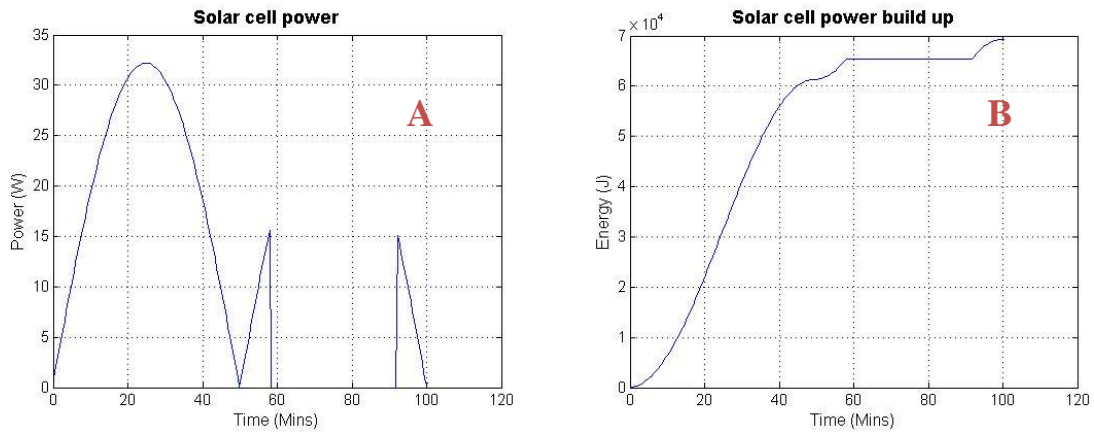 Solar cell power
35
30
25
20
15
10
5
0
Power (W)
0 20 40 60 80 100 120
Time (Mins)
A
Solar cell power build up
7 × 10⁴
6
5
4
3
2
1
0
Energy (J)
0 20 40 60 80 100 120
Time (Mins)
B